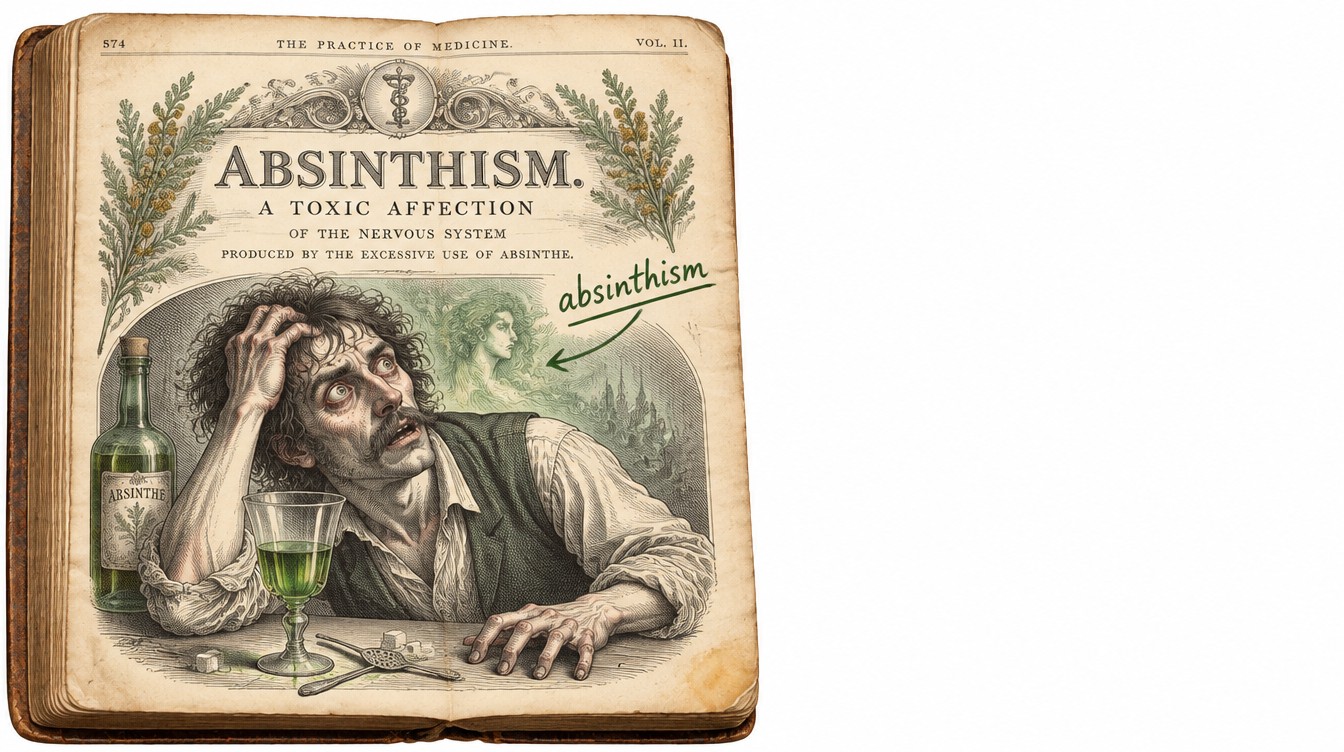 574 THE PRACTICE OF MEDICINE. VOL. II.
ABSINTHISM.
A TOXIC AFFECTION
OF THE NERVOUS SYSTEM
PRODUCED BY THE EXCESSIVE USE OF ABSINTHE.
absinthism
ABSINTHE